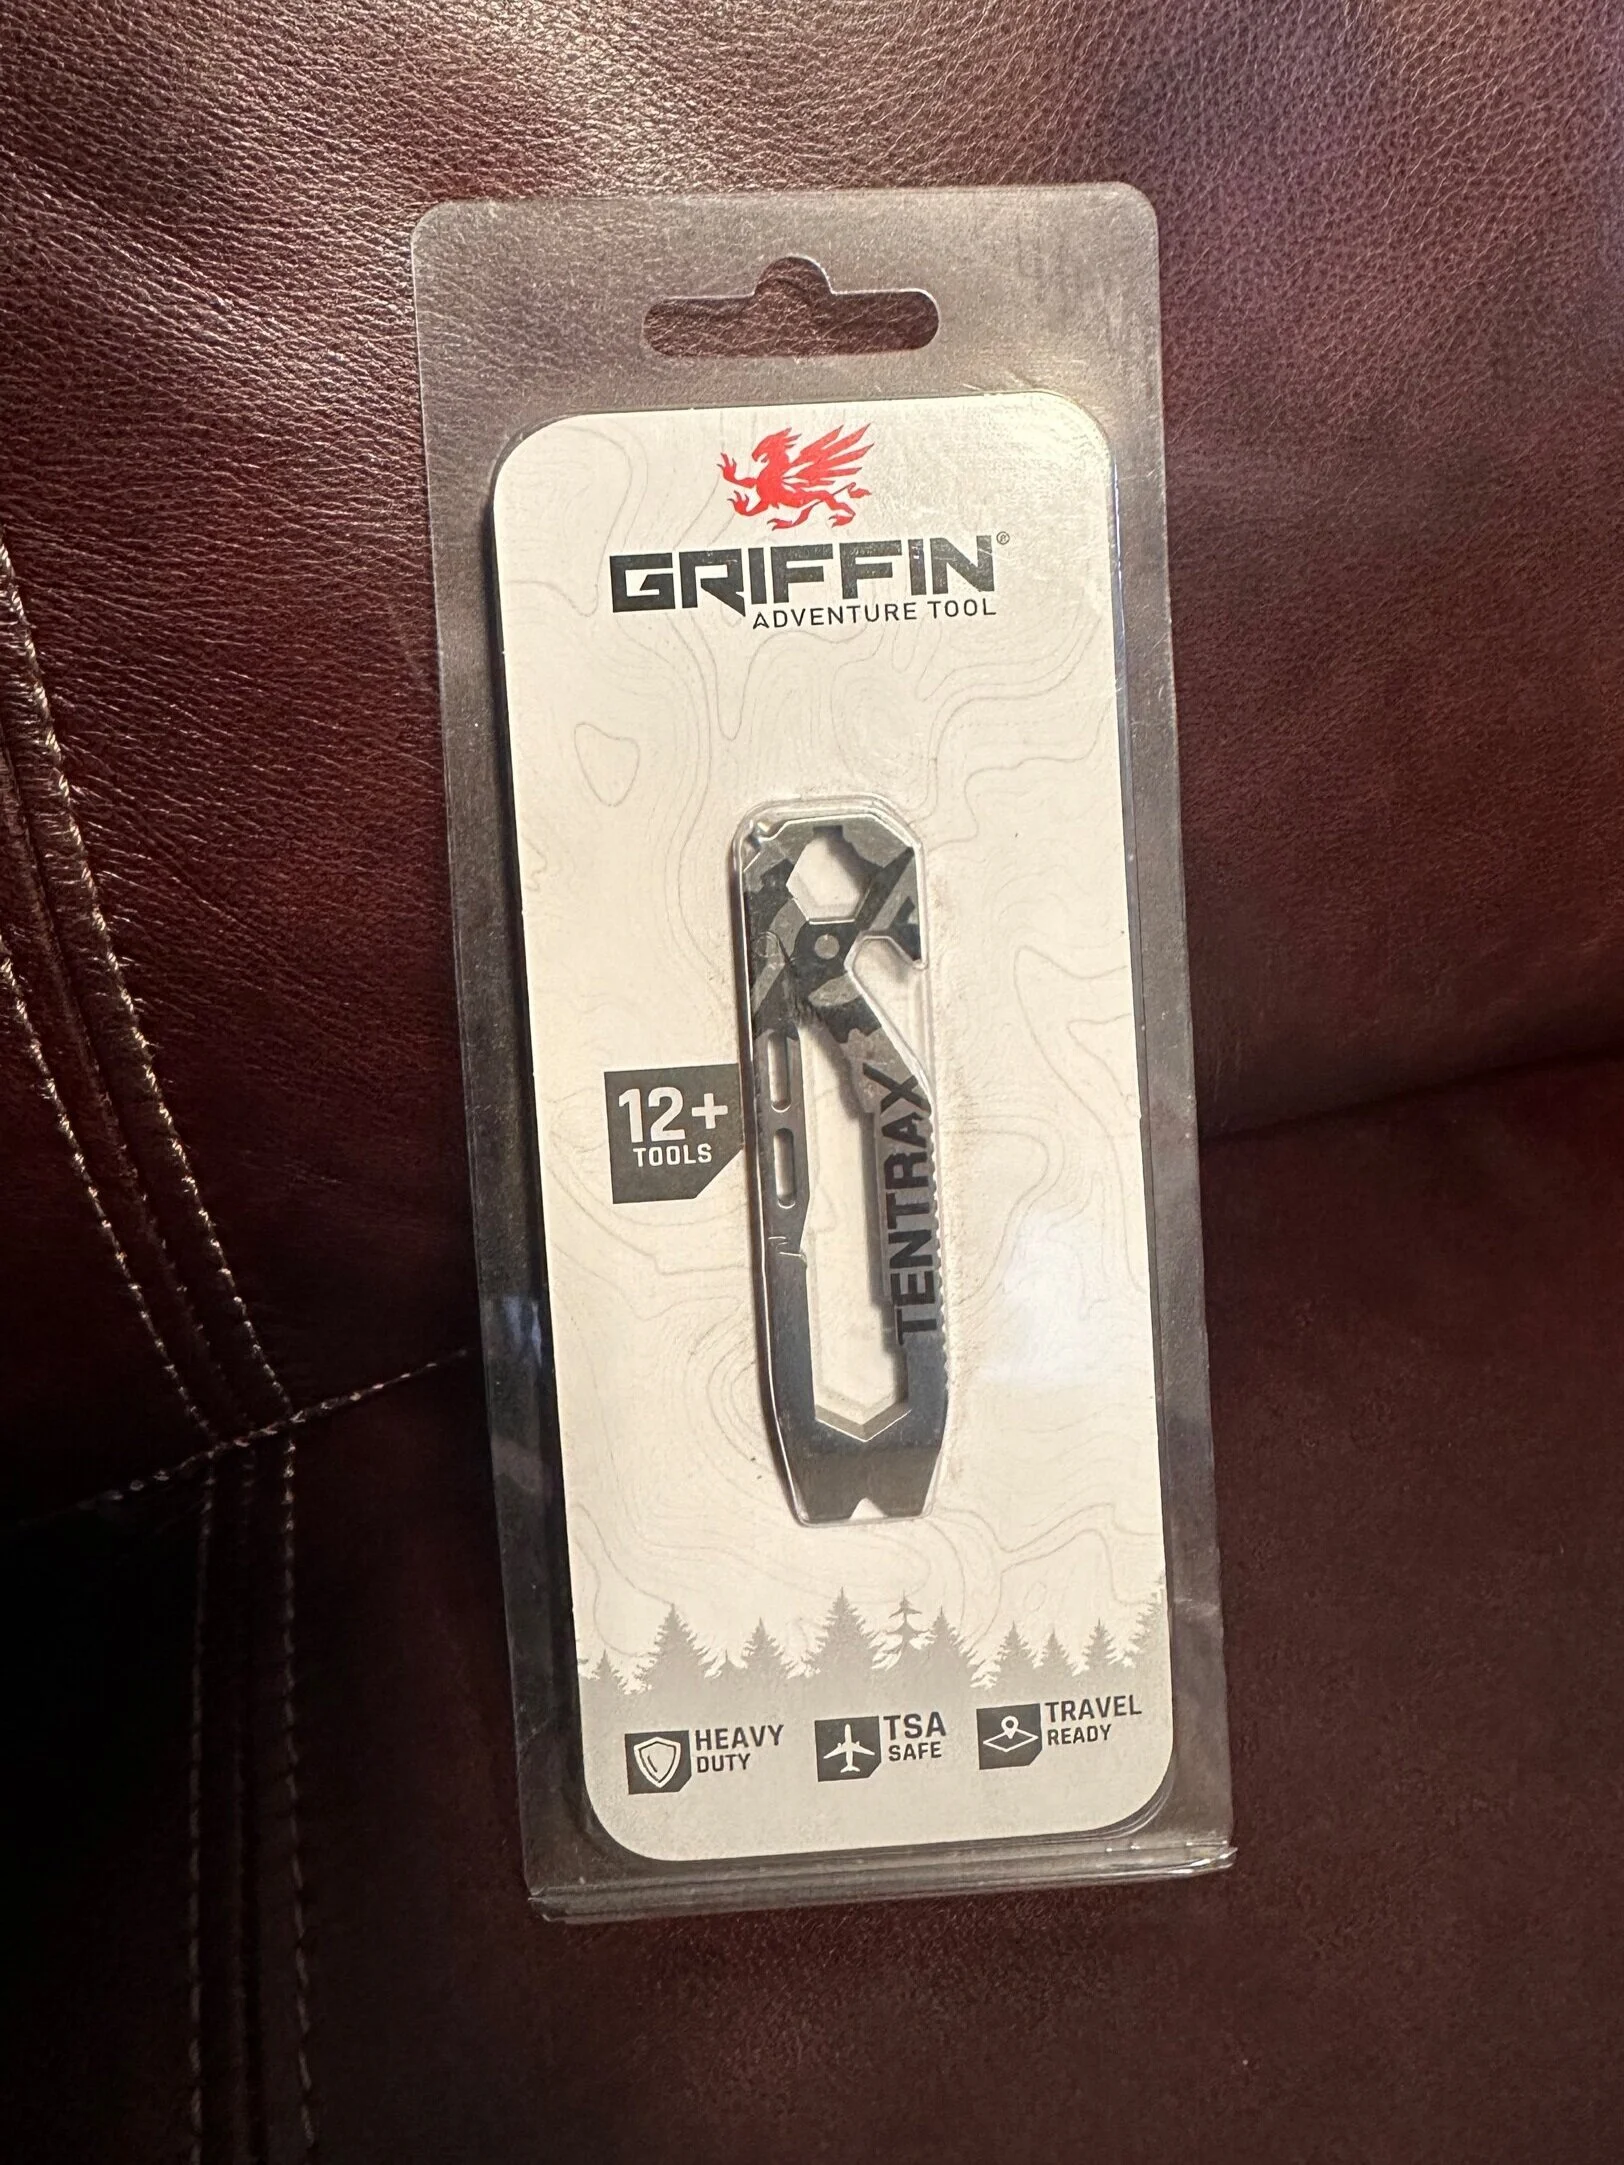 GRIFFIN®
ADVENTURE TOOL
12+
TOOLS
TENTRAX
HEAVY
DUTY
TSA
SAFE
TRAVEL
READY